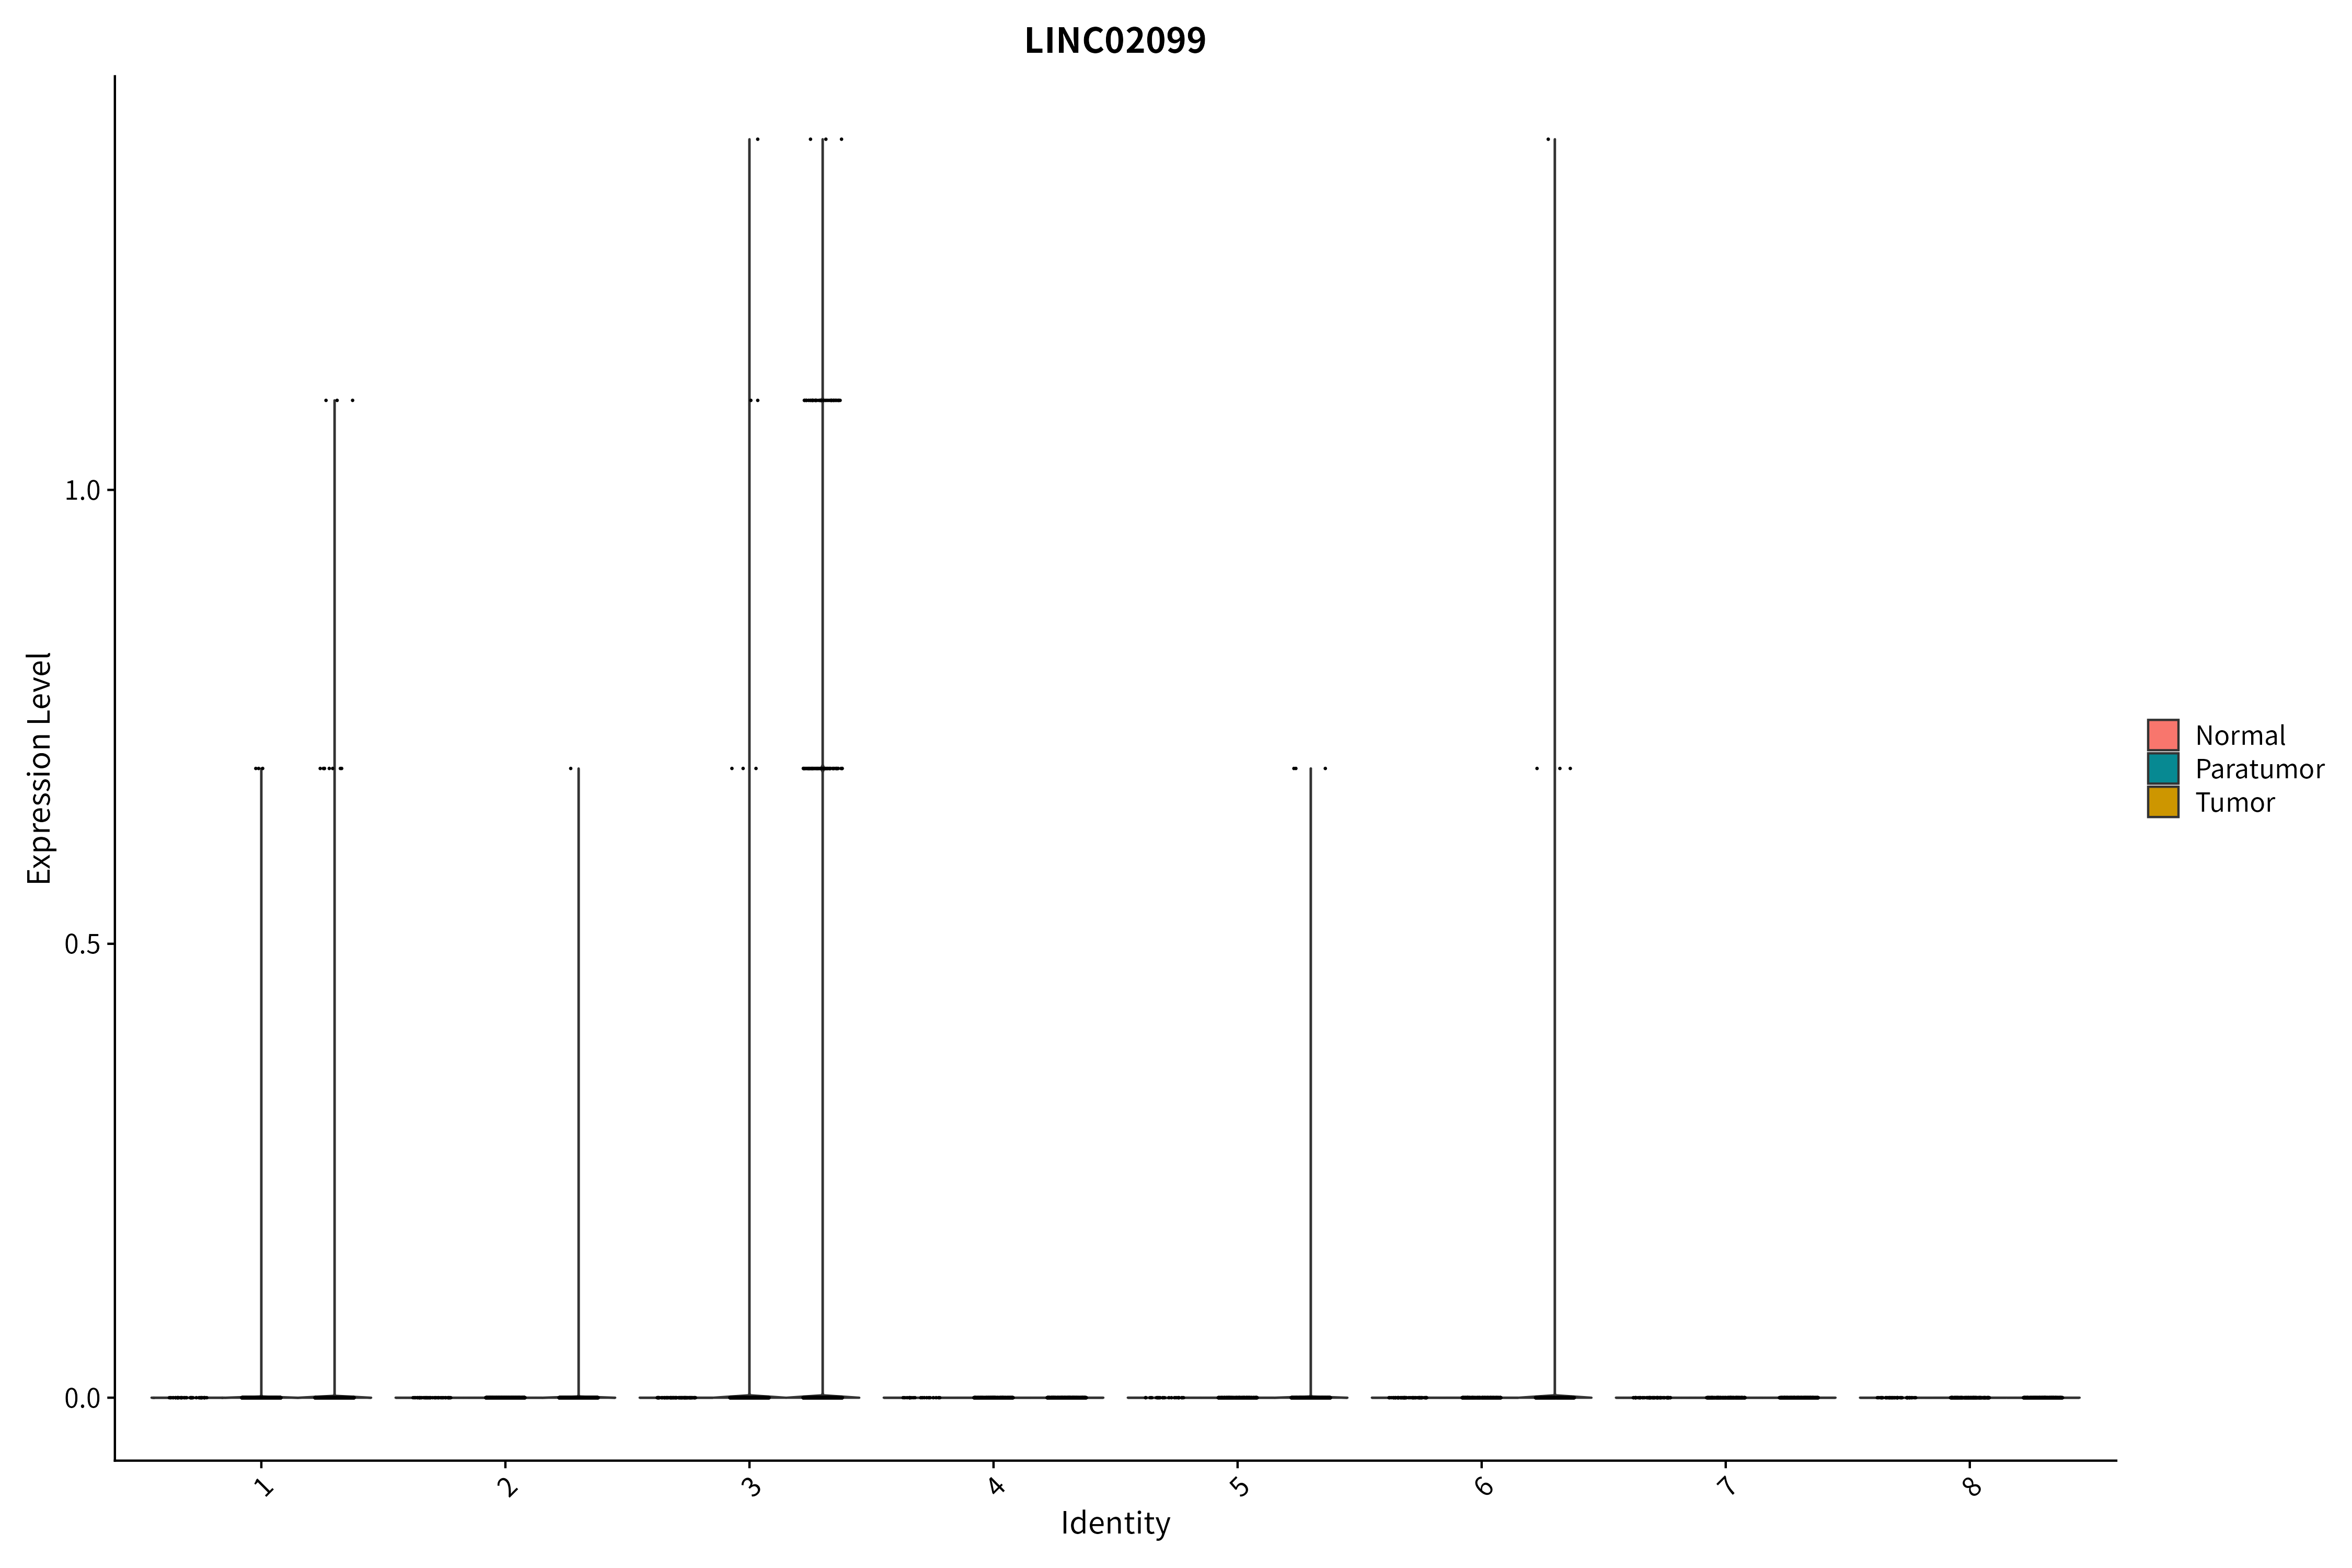 LINC02099
Expression Level
1.0
0.5
0.0
1
2
3
4
5
6
7
8
Identity
Normal
Paratumor
Tumor